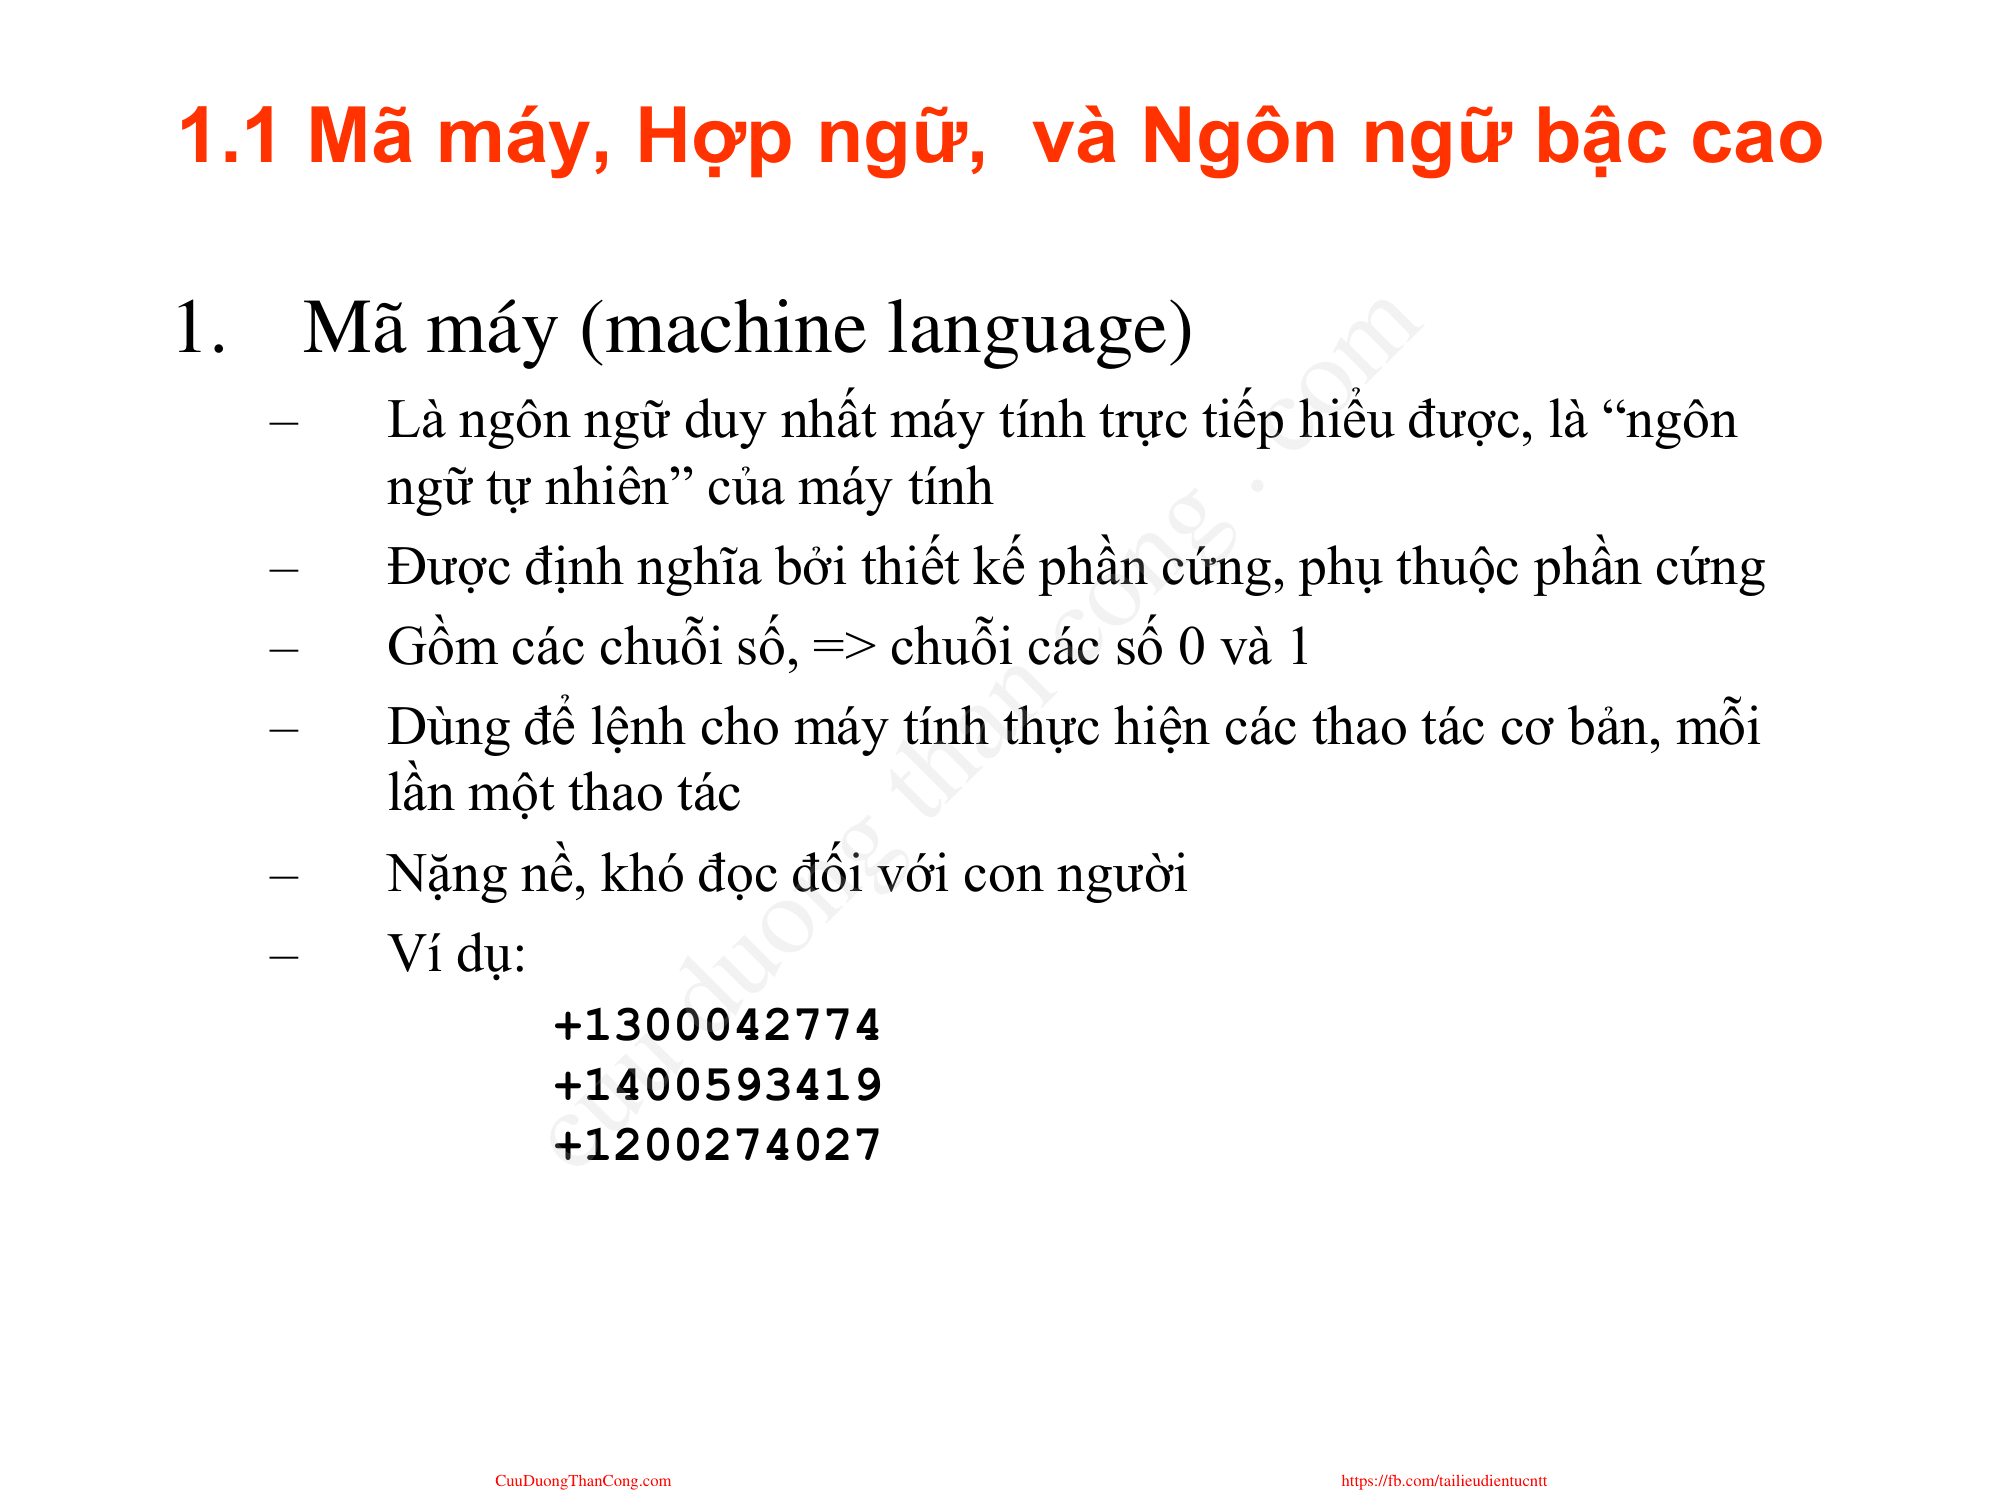 1.1 Mã máy, Hợp ngữ, và Ngôn ngữ bậc cao
1. Mã máy (machine language)
– Là ngôn ngữ duy nhất máy tính trực tiếp hiểu được, là “ngôn
ngữ tự nhiên” của máy tính
– Được định nghĩa bởi thiết kế phần cứng, phụ thuộc phần cứng
– Gồm các chuỗi số, => chuỗi các số 0 và 1
– Dùng để lệnh cho máy tính thực hiện các thao tác cơ bản, mỗi
lần một thao tác
– Nặng nề, khó đọc đối với con người
– Ví dụ:
+1300042774
+1400593419
+1200274027
cuu duong than cong . com
CuuDuongThanCong.com
https://fb.com/tailieudientucntt